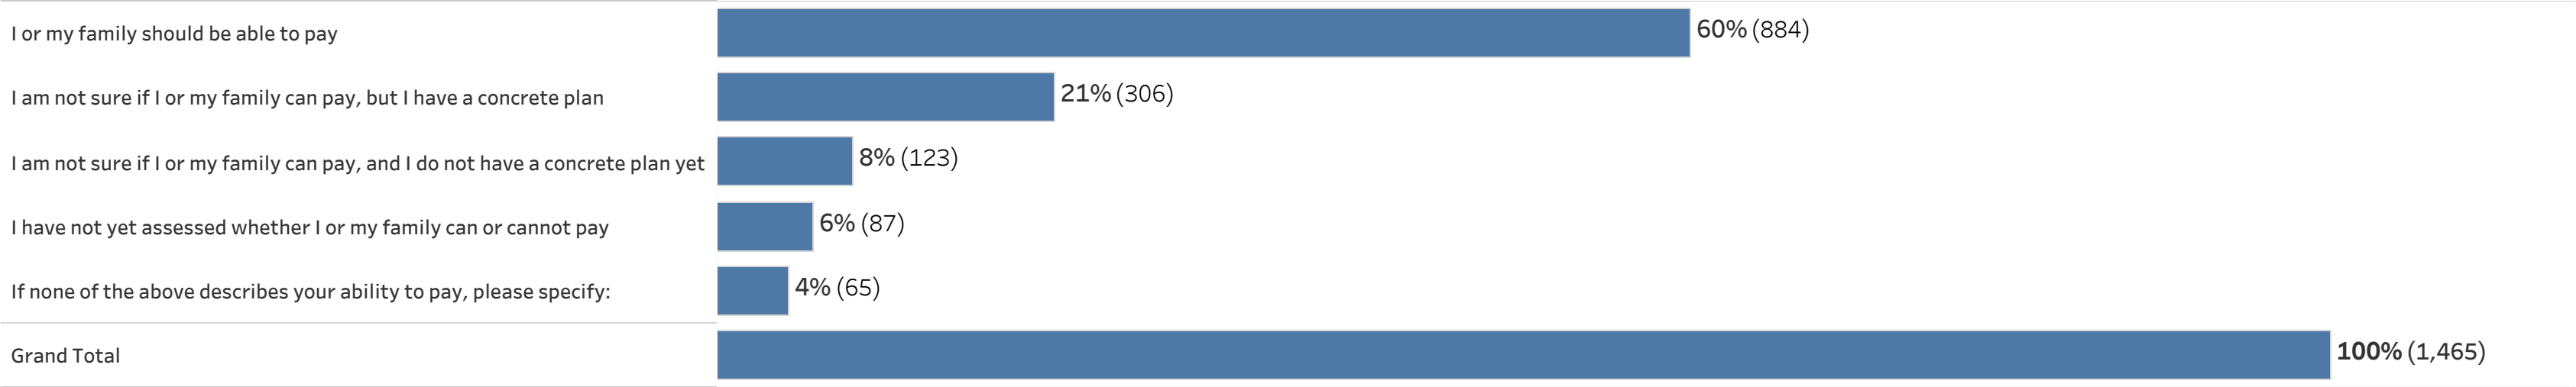 I or my family should be able to pay 60% (884)
I am not sure if I or my family can pay, but I have a concrete plan 21% (306)
I am not sure if I or my family can pay, and I do not have a concrete plan yet 8% (123)
I have not yet assessed whether I or my family can or cannot pay 6% (87)
If none of the above describes your ability to pay, please specify: 4% (65)
Grand Total 100% (1,465)